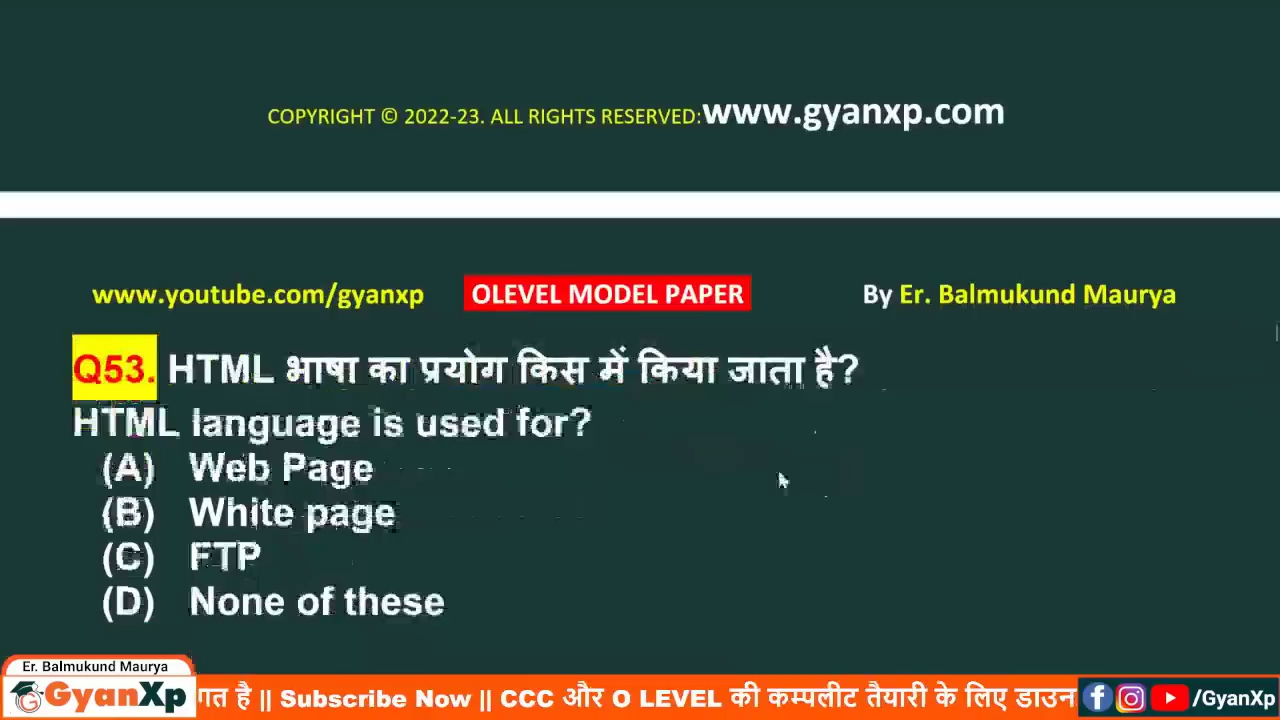 COPYRIGHT © 2022-23. ALL RIGHTS RESERVED:www.gyanxp.com
www.youtube.com/gyanxp OLEVEL MODEL PAPER By Er. Balmukund Maurya
Q53. HTML भाषा का प्रयोग किस में किया जाता है?
HTML language is used for?
(A) Web Page
(B) White page
(C) FTP
(D) None of these
Er. Balmukund Maurya
GyanXp
है || Subscribe Now || CCC और O LEVEL की कम्पलीट तैयारी के लिए /GyanXp